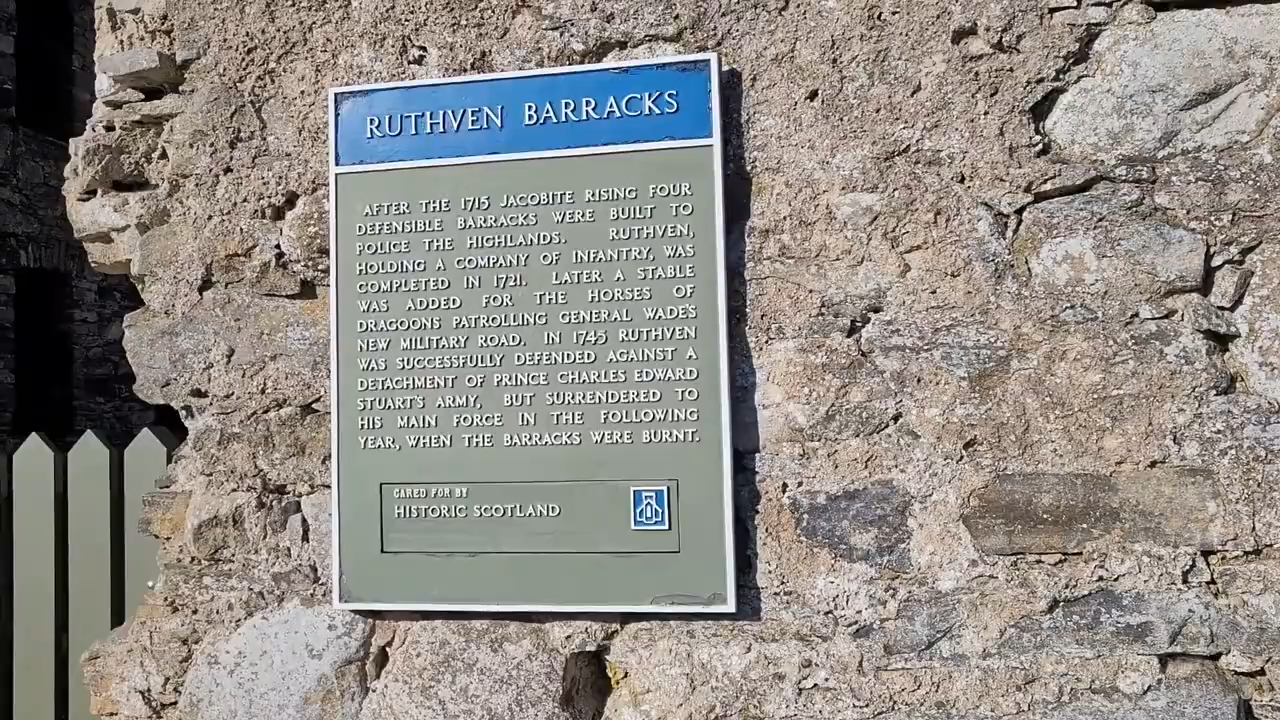 RUTHVEN BARRACKS
AFTER THE 1715 JACOBITE RISING FOUR
DEFENSIBLE BARRACKS WERE BUILT TO
POLICE THE HIGHLANDS. RUTHVEN,
HOLDING A COMPANY OF INFANTRY, WAS
COMPLETED IN 1721. LATER A STABLE
WAS ADDED FOR THE HORSES OF
DRAGOONS PATROLLING GENERAL WADE'S
NEW MILITARY ROAD. IN 1745 RUTHVEN
WAS SUCCESSFULLY DEFENDED AGAINST A
DETACHMENT OF PRINCE CHARLES EDWARD
STUART'S ARMY, BUT SURRENDERED TO
HIS MAIN FORCE IN THE FOLLOWING
YEAR, WHEN THE BARRACKS WERE BURNT.
CARED FOR BY
HISTORIC SCOTLAND